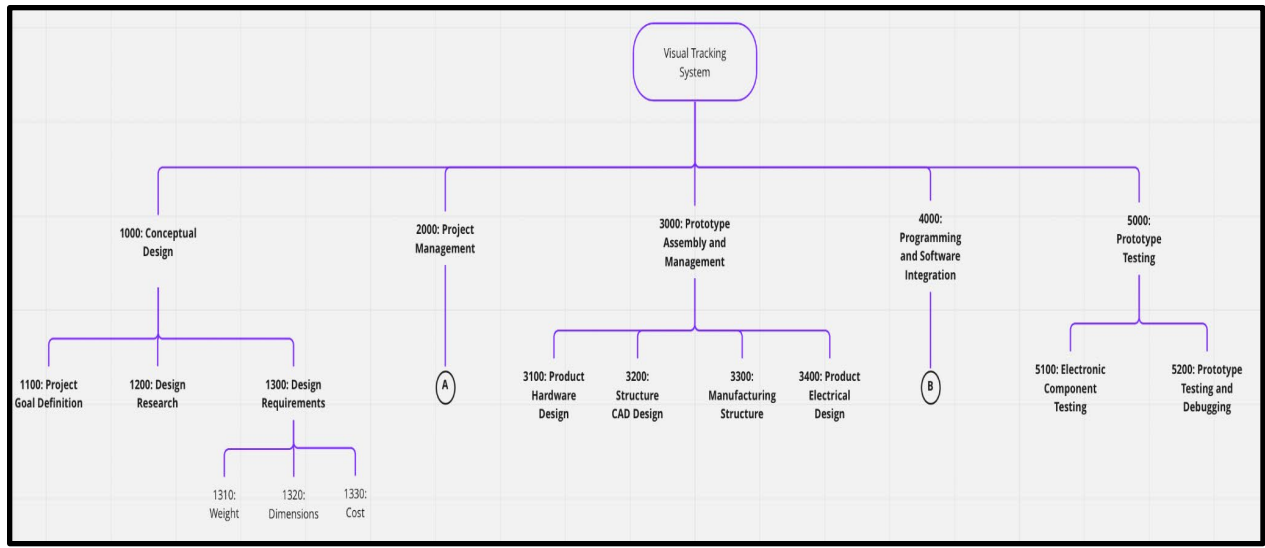 Visual Tracking
System
1000: Conceptual
Design
2000: Project
Management
3000: Prototype
Assembly and
Management
4000:
Programming
and Software
Integration
5000:
Prototype
Testing
1100: Project
Goal Definition
1200: Design
Research
1300: Design
Requirements
A
3100: Product
Hardware
Design
3200:
Structure
CAD Design
3300:
Manufacturing
Structure
3400: Product
Electrical
Design
B
5100: Electronic
Component
Testing
5200: Prototype
Testing and
Debugging
1310:
Weight
1320:
Dimensions
1330:
Cost